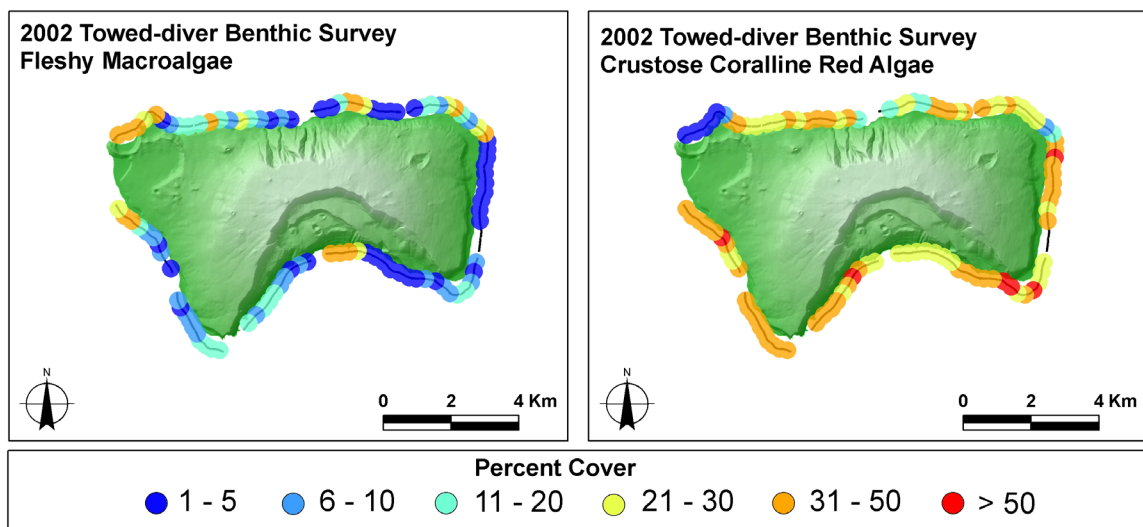 2002 Towed-diver Benthic Survey
Fleshy Macroalgae
N
0 2 4 Km
2002 Towed-diver Benthic Survey
Crustose Coralline Red Algae
N
0 2 4 Km
Percent Cover
1 - 5 6 - 10 11 - 20 21 - 30 31 - 50 > 50